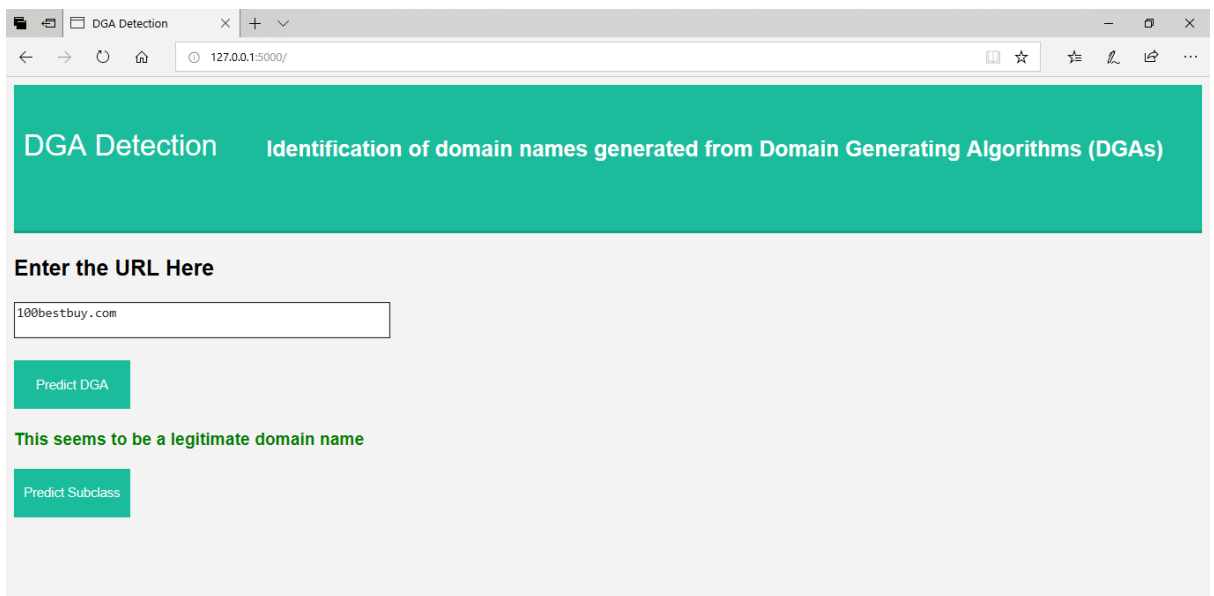 DGA Detection
127.0.0.1:5000/
DGA Detection
Identification of domain names generated from Domain Generating Algorithms (DGAs)
Enter the URL Here
100bestbuy.com
Predict DGA
This seems to be a legitimate domain name
Predict Subclass